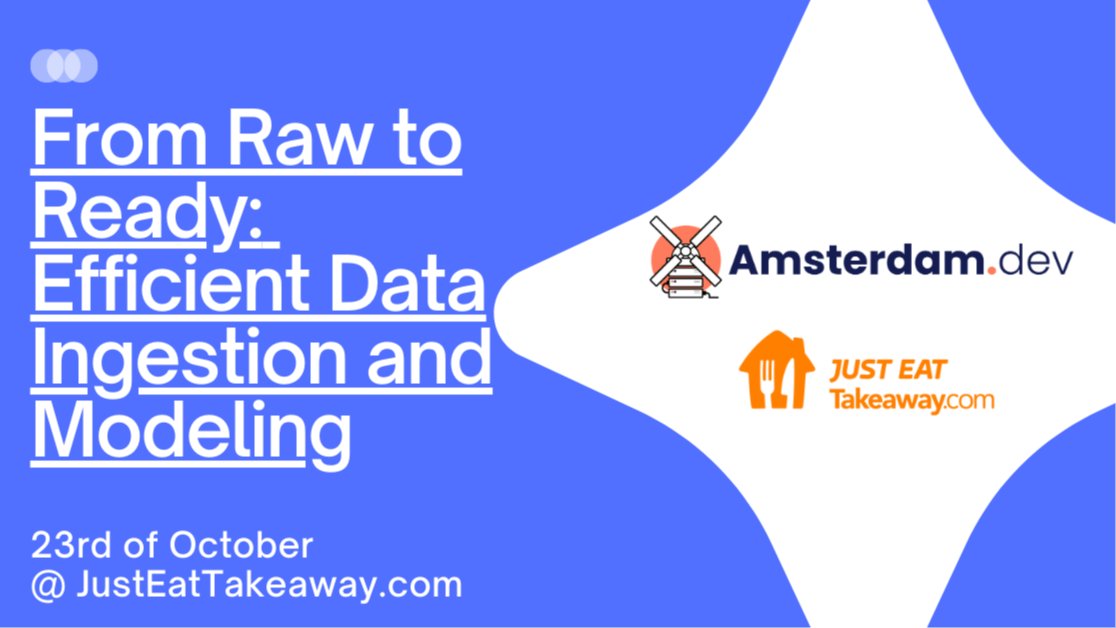 From Raw to
Ready:
Efficient Data
Ingestion and
Modeling
23rd of October
@ JustEatTakeaway.com
Amsterdam.dev
JUST EAT
Takeaway.com